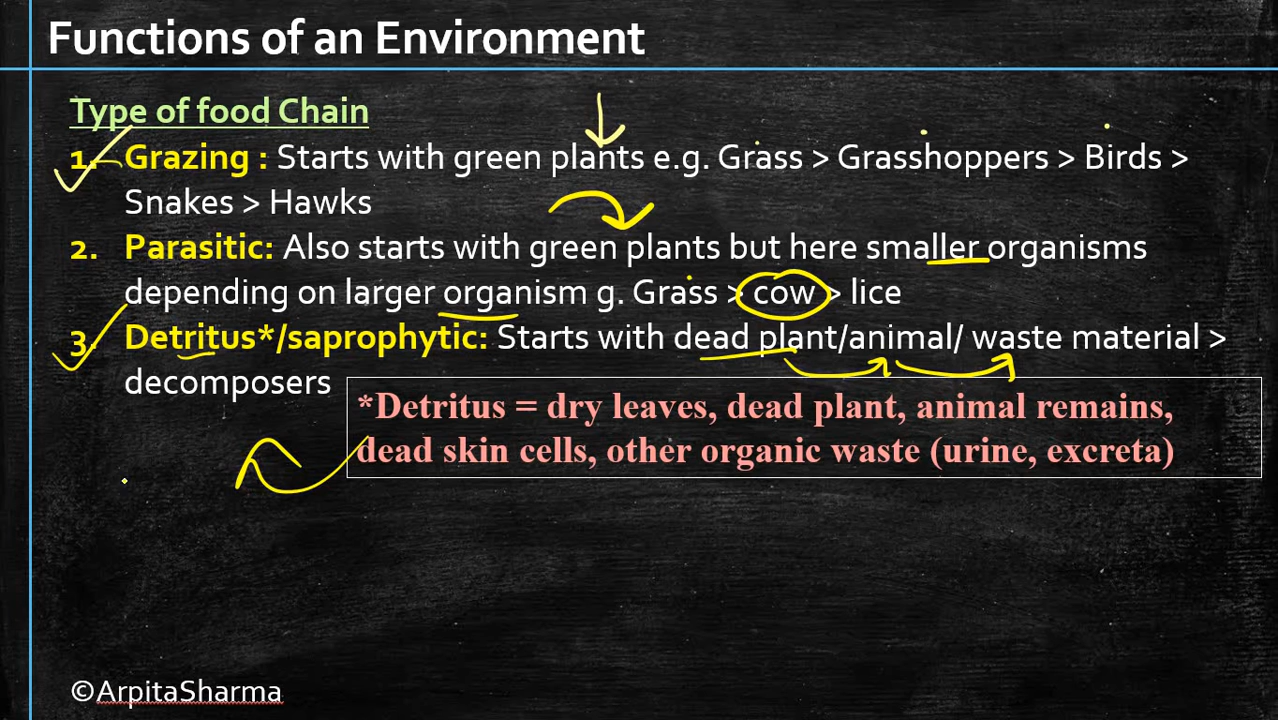 Functions of an Environment
Type of food Chain
1. Grazing : Starts with green plants e.g. Grass > Grasshoppers > Birds >
Snakes > Hawks
2. Parasitic: Also starts with green plants but here smaller organisms
depending on larger organism g. Grass > cow > lice
3. Detritus*/saprophytic: Starts with dead plant/animal/ waste material >
decomposers
*Detritus = dry leaves, dead plant, animal remains,
dead skin cells, other organic waste (urine, excreta)
©ArpitaSharma